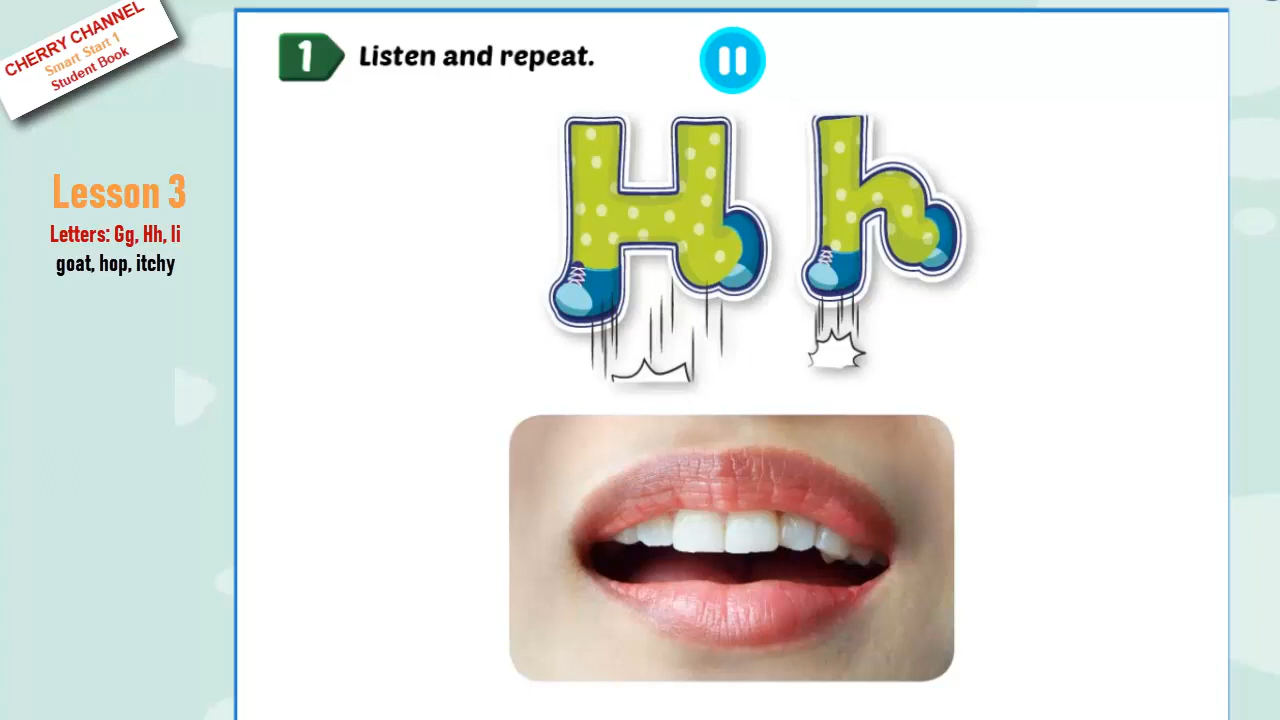 CHERRY CHANNEL
Smart Start 1
Student Book
1 Listen and repeat.
H h
Lesson 3
Letters: Gg, Hh, Ii
goat, hop, itchy